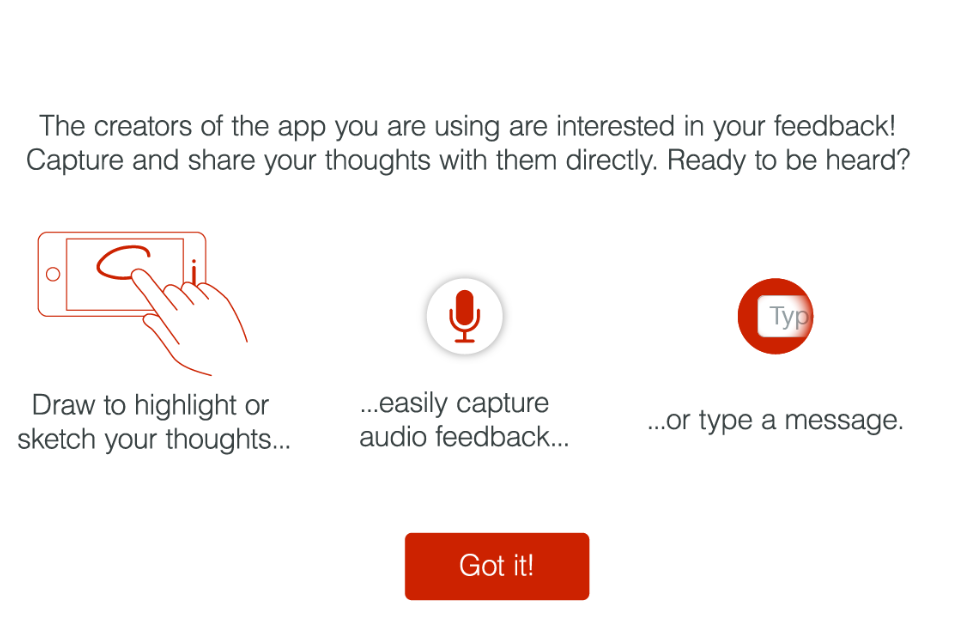 The creators of the app you are using are interested in your feedback!
Capture and share your thoughts with them directly. Ready to be heard?
Typ
Draw to highlight or
sketch your thoughts...
...easily capture
audio feedback...
...or type a message.
Got it!